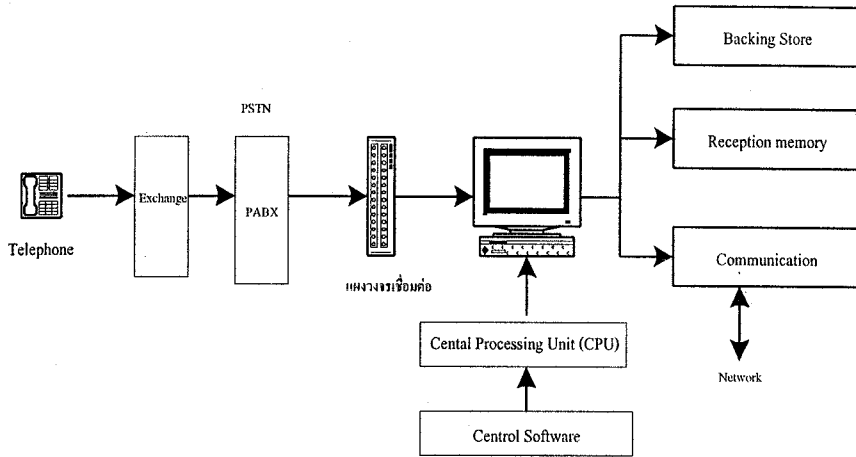 Backing Store
PSTN
Reception memory
Exchange
PABX
Telephone
Communication
แผงวงจรเชื่อมต่อ
Cental Processing Unit (CPU)
Network
Centrol Software